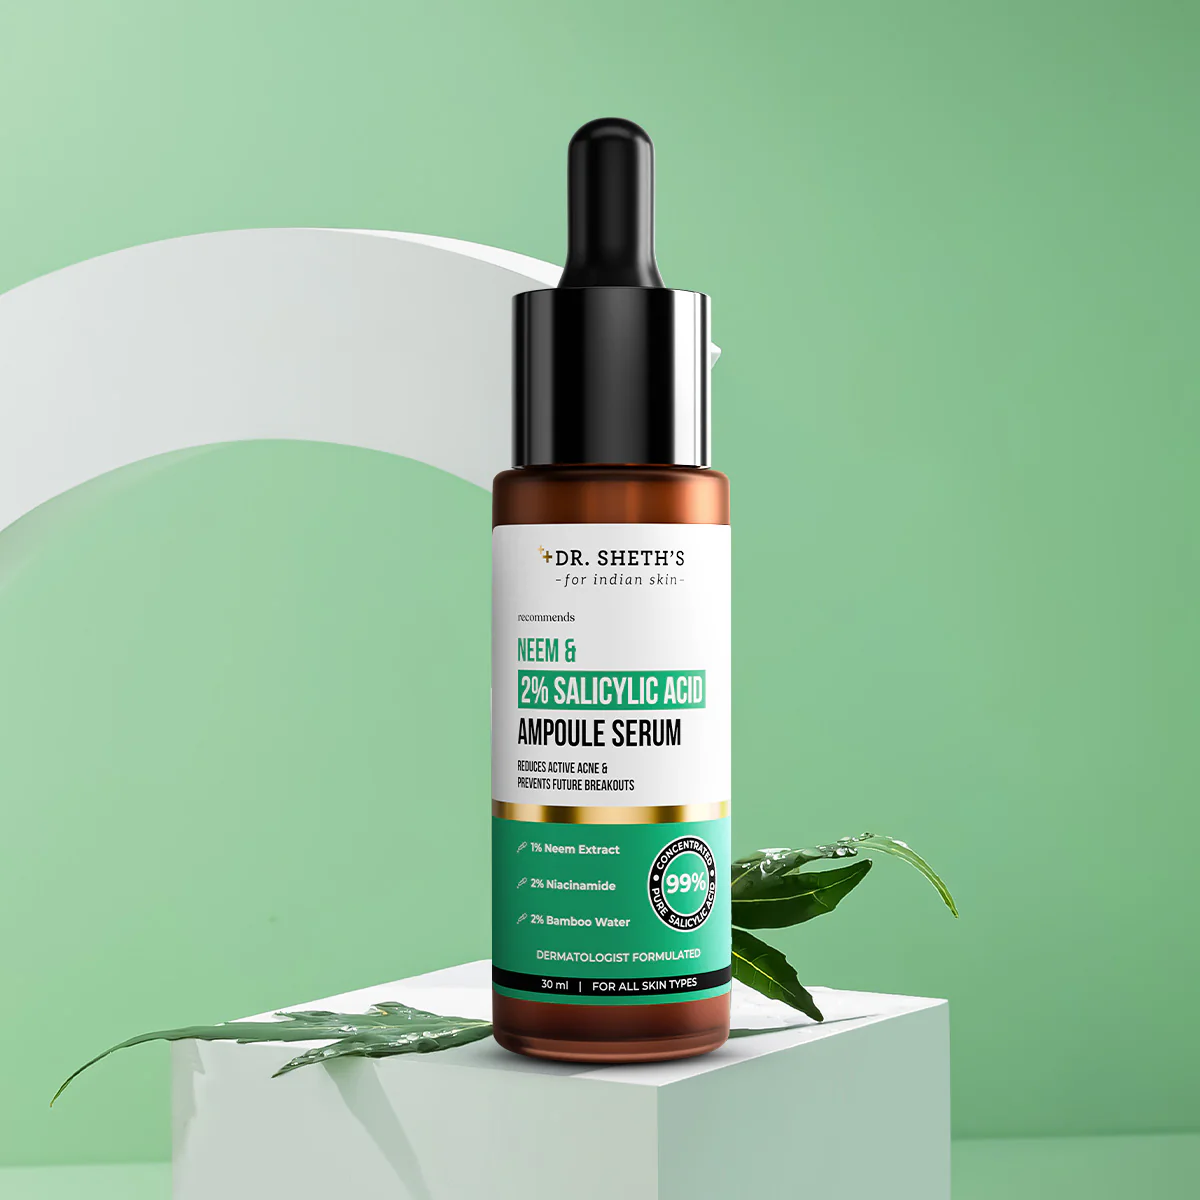 DR. SHETH'S
-for indian skin-
recommends
NEEM &
2% SALICYLIC ACID
AMPOULE SERUM
REDUCES ACTIVE ACNE &
PREVENTS FUTURE BREAKOUTS
1% Neem Extract
2% Niacinamide
2% Bamboo Water
CONCENTRATED
99%
PURE SALICYLIC ACID
DERMATOLOGIST FORMULATED
30 ml | FOR ALL SKIN TYPES